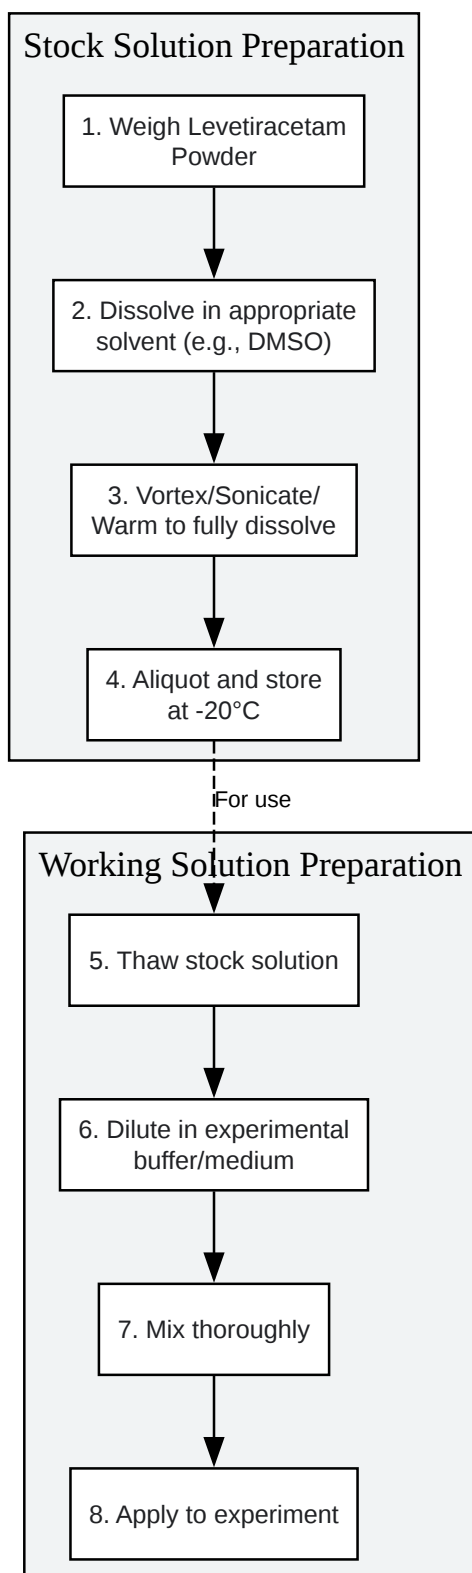 Stock Solution Preparation
1. Weigh Levetiracetam
Powder
2. Dissolve in appropriate
solvent (e.g., DMSO)
3. Vortex/Sonicate/
Warm to fully dissolve
4. Aliquot and store
at -20°C
For use
Working Solution Preparation
5. Thaw stock solution
6. Dilute in experimental
buffer/medium
7. Mix thoroughly
8. Apply to experiment